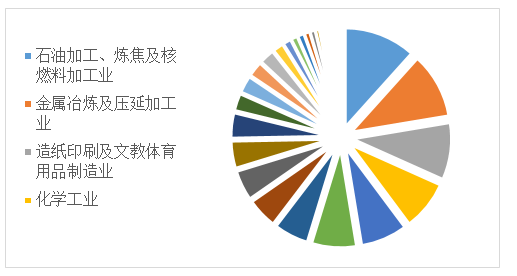 石油加工、炼焦及核
燃料加工业
金属冶炼及压延加工
业
造纸印刷及文教体育
用品制造业
化学工业